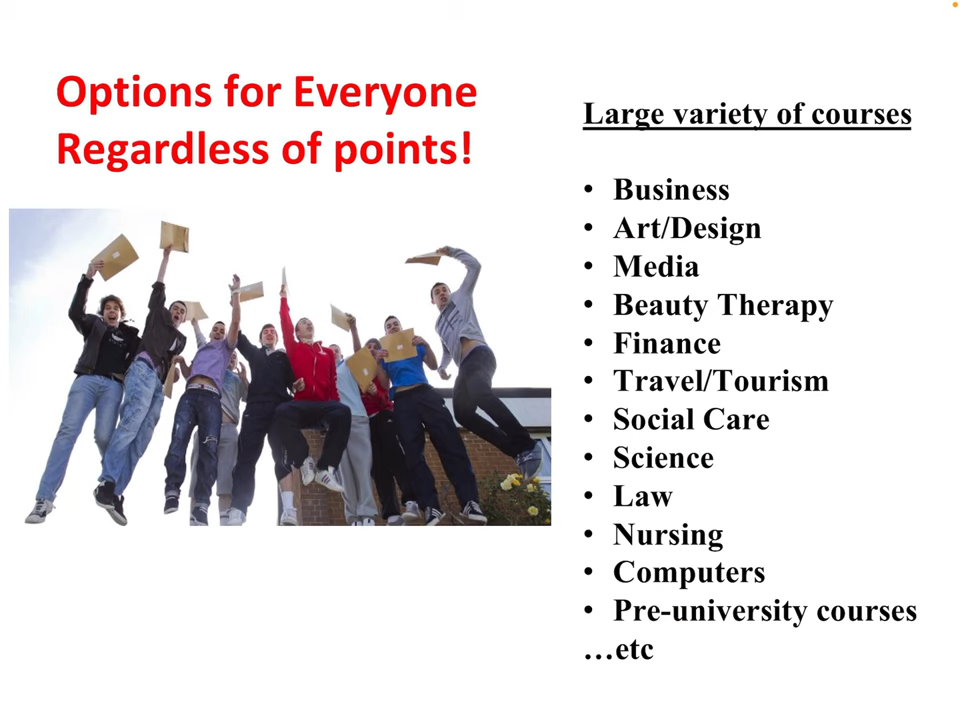 Options for Everyone
Regardless of points!
Large variety of courses
• Business
• Art/Design
• Media
• Beauty Therapy
• Finance
• Travel/Tourism
• Social Care
• Science
• Law
• Nursing
• Computers
• Pre-university courses
…etc